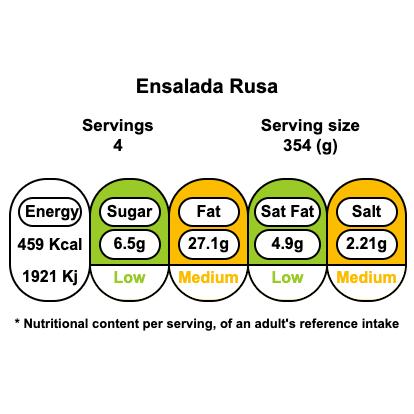 Ensalada Rusa
Servings
4
Serving size
354 (g)
Energy Sugar Fat Sat Fat Salt
459 Kcal 6.5g 27.1g 4.9g 2.21g
1921 Kj Low Medium Low Medium
* Nutritional content per serving, of an adult's reference intake